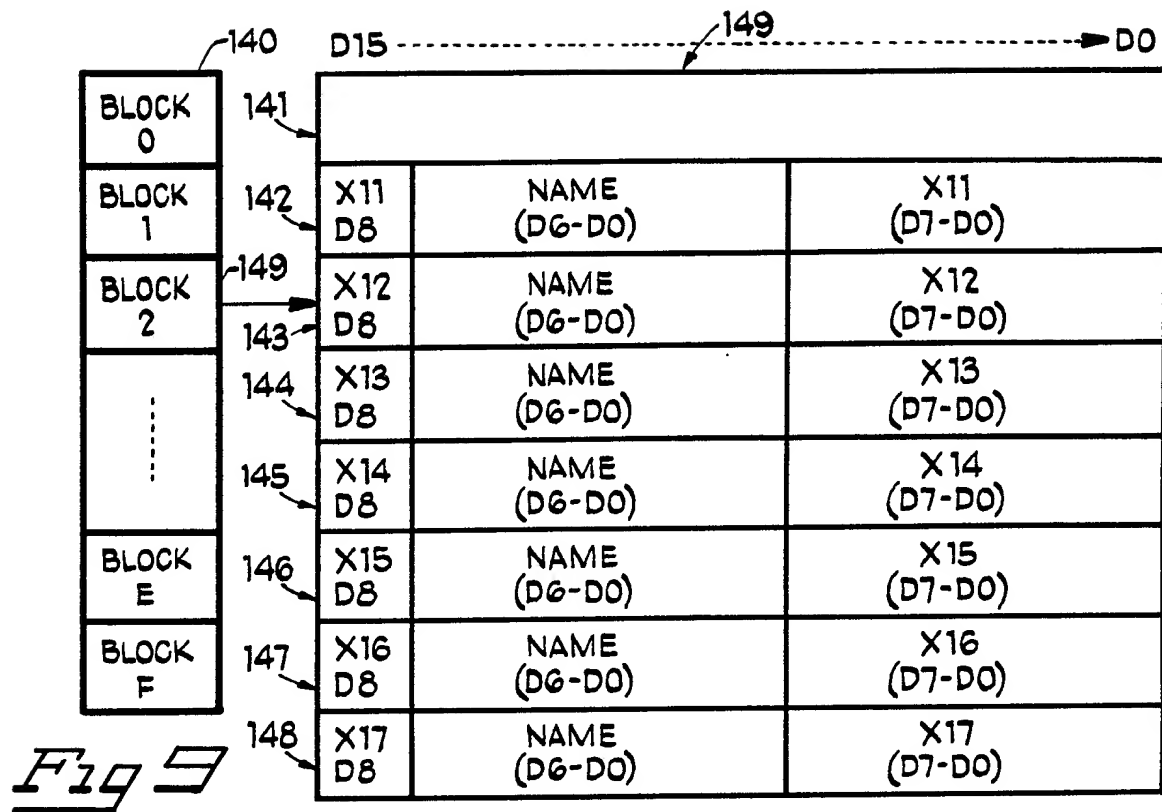 140
D15 149 D0
BLOCK
0
141
BLOCK
1
142
X11
D8
NAME
(D6-D0)
X11
(D7-D0)
BLOCK
2
149
143
X12
D8
NAME
(D6-D0)
X12
(D7-D0)
144
X13
D8
NAME
(D6-D0)
X13
(D7-D0)
145
X14
D8
NAME
(D6-D0)
X14
(D7-D0)
BLOCK
E
146
X15
D8
NAME
(D6-D0)
X15
(D7-D0)
BLOCK
F
147
X16
D8
NAME
(D6-D0)
X16
(D7-D0)
148
X17
D8
NAME
(D6-D0)
X17
(D7-D0)
Fig 9